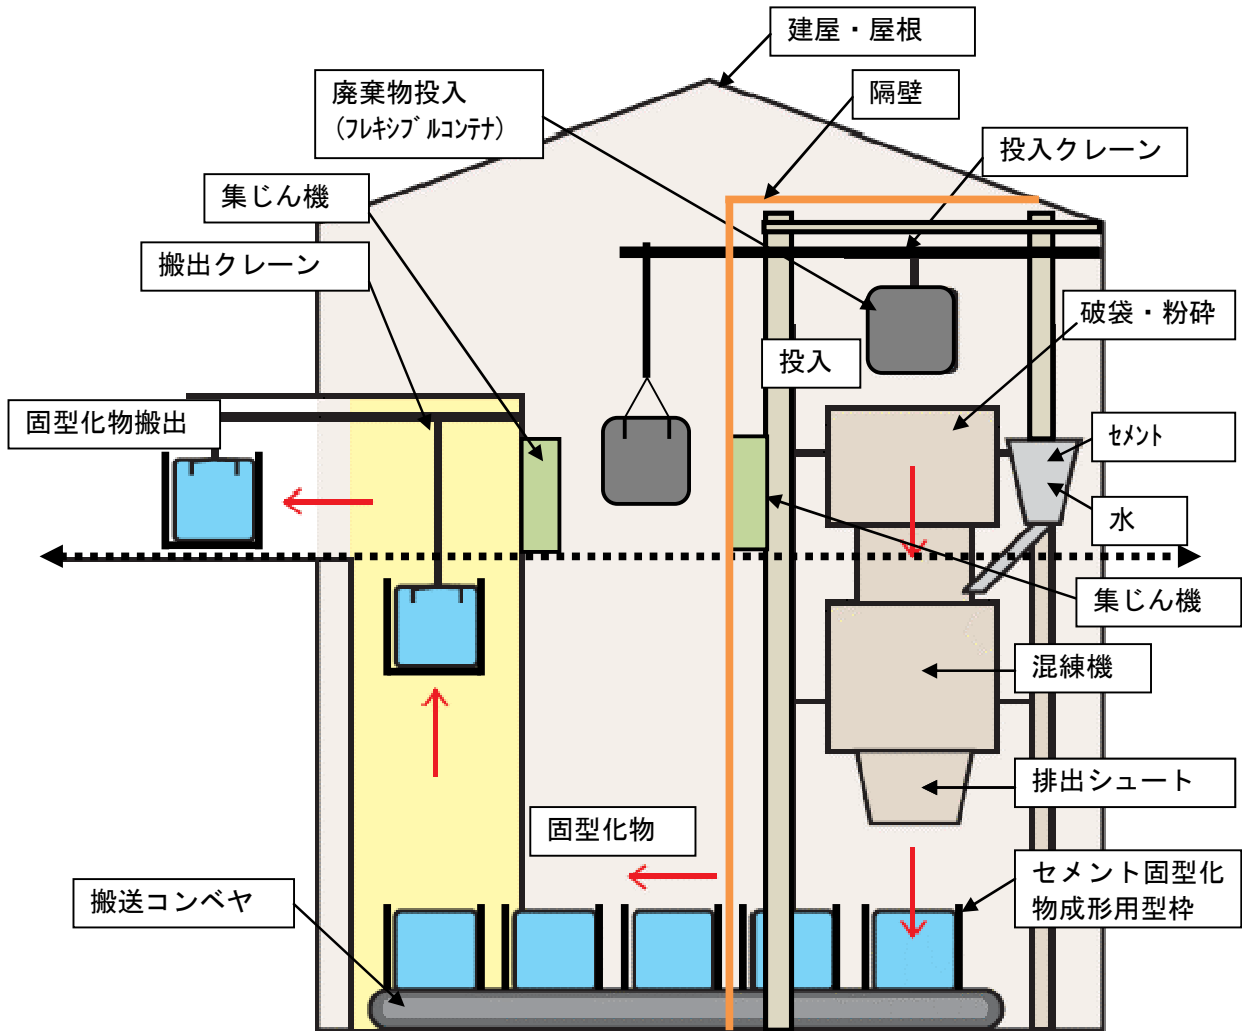 建屋・屋根
廃棄物投入
(ﾌﾚｷｼﾌﾞﾙｺﾝﾃﾅ)
隔壁
投入クレーン
集じん機
搬出クレーン
破袋・粉砕
投入
固型化物搬出
ｾﾒﾝﾄ
水
集じん機
混練機
排出シュート
固型化物
セメント固型化
物成形用型枠
搬送コンベヤ